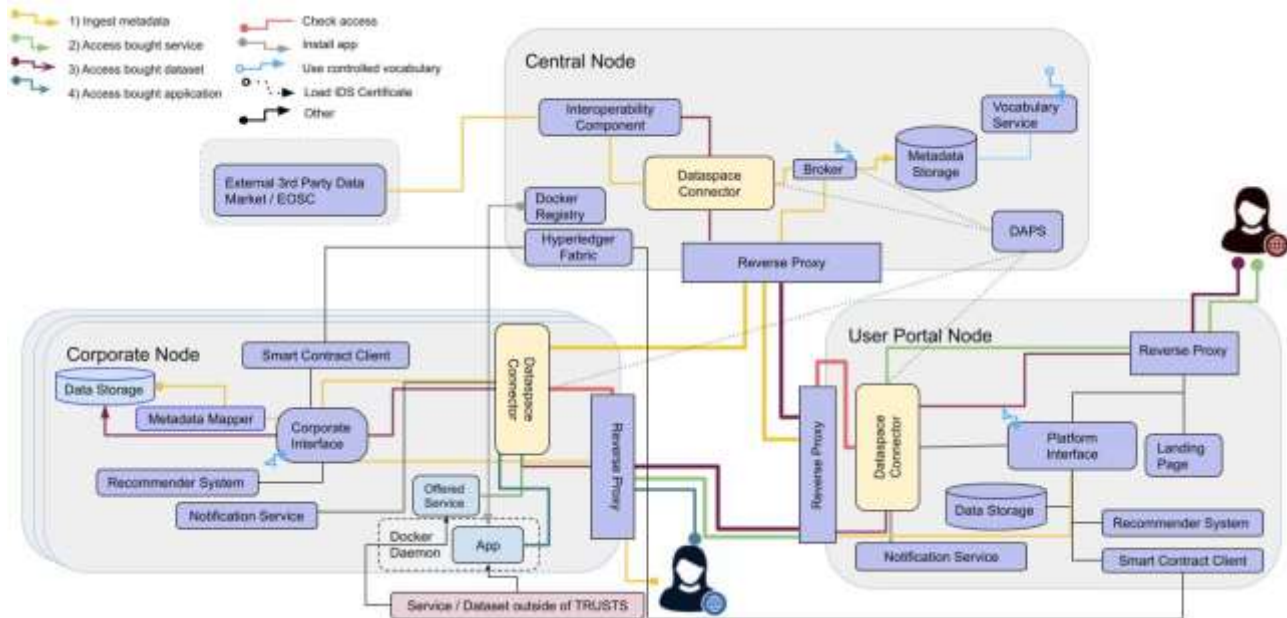 1) Ingest metadata
2) Access bought service
3) Access bought dataset
4) Access bought application
Check access
Install app
Use controlled vocabulary
Load IDS Certificate
Other
Central Node
Interoperability
Component
External 3rd Party Data
Market / EOSC
Dataspace
Connector
Broker
Metadata
Storage
Vocabulary
Service
Docker
Registry
Hyperledger
Fabric
DAPS
Reverse Proxy
Corporate Node
Smart Contract Client
Data Storage
Metadata Mapper
Corporate
Interface
Recommender System
Notification Service
Dataspace
Connector
Offered
Service
Docker
Daemon
App
Reverse Proxy
Service / Dataset outside of TRUSTS
User Portal Node
Reverse Proxy
Reverse Proxy
Dataspace
Connector
Platform
Interface
Landing
Page
Data Storage
Recommender System
Notification Service
Smart Contract Client